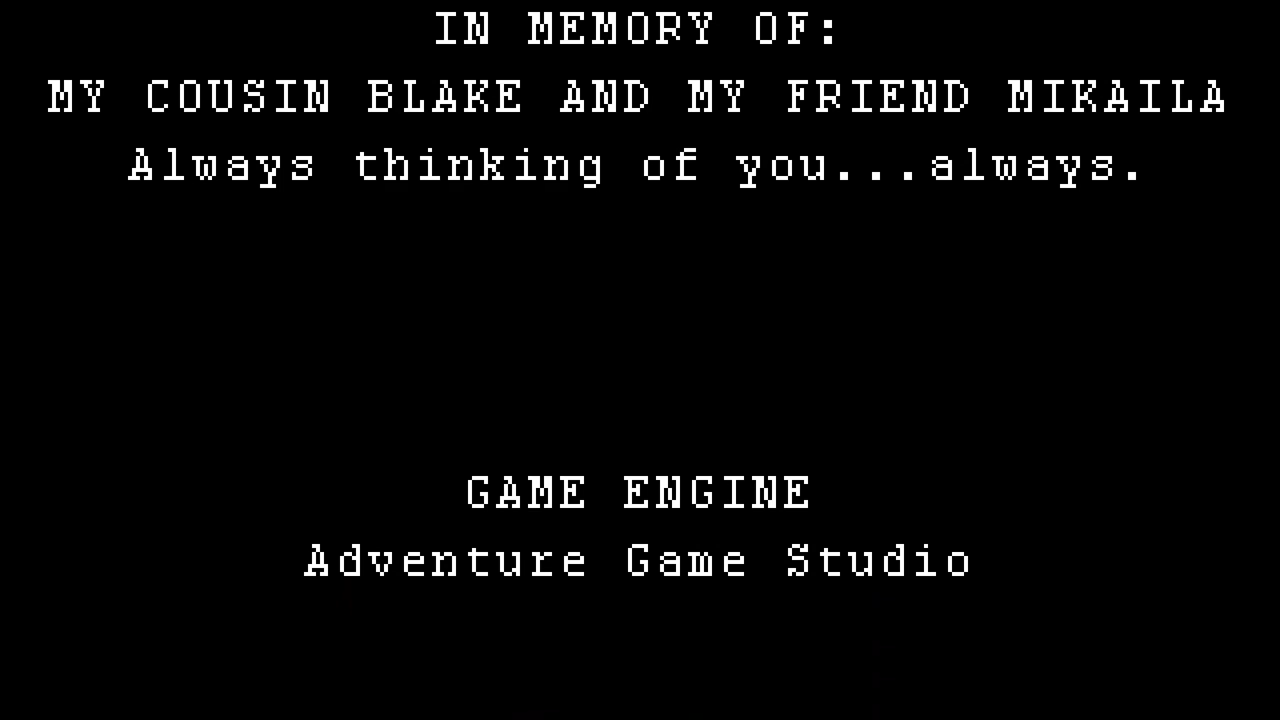 IN MEMORY OF:
MY COUSIN BLAKE AND MY FRIEND MIKAILA
Always thinking of you...always.
GAME ENGINE
Adventure Game Studio